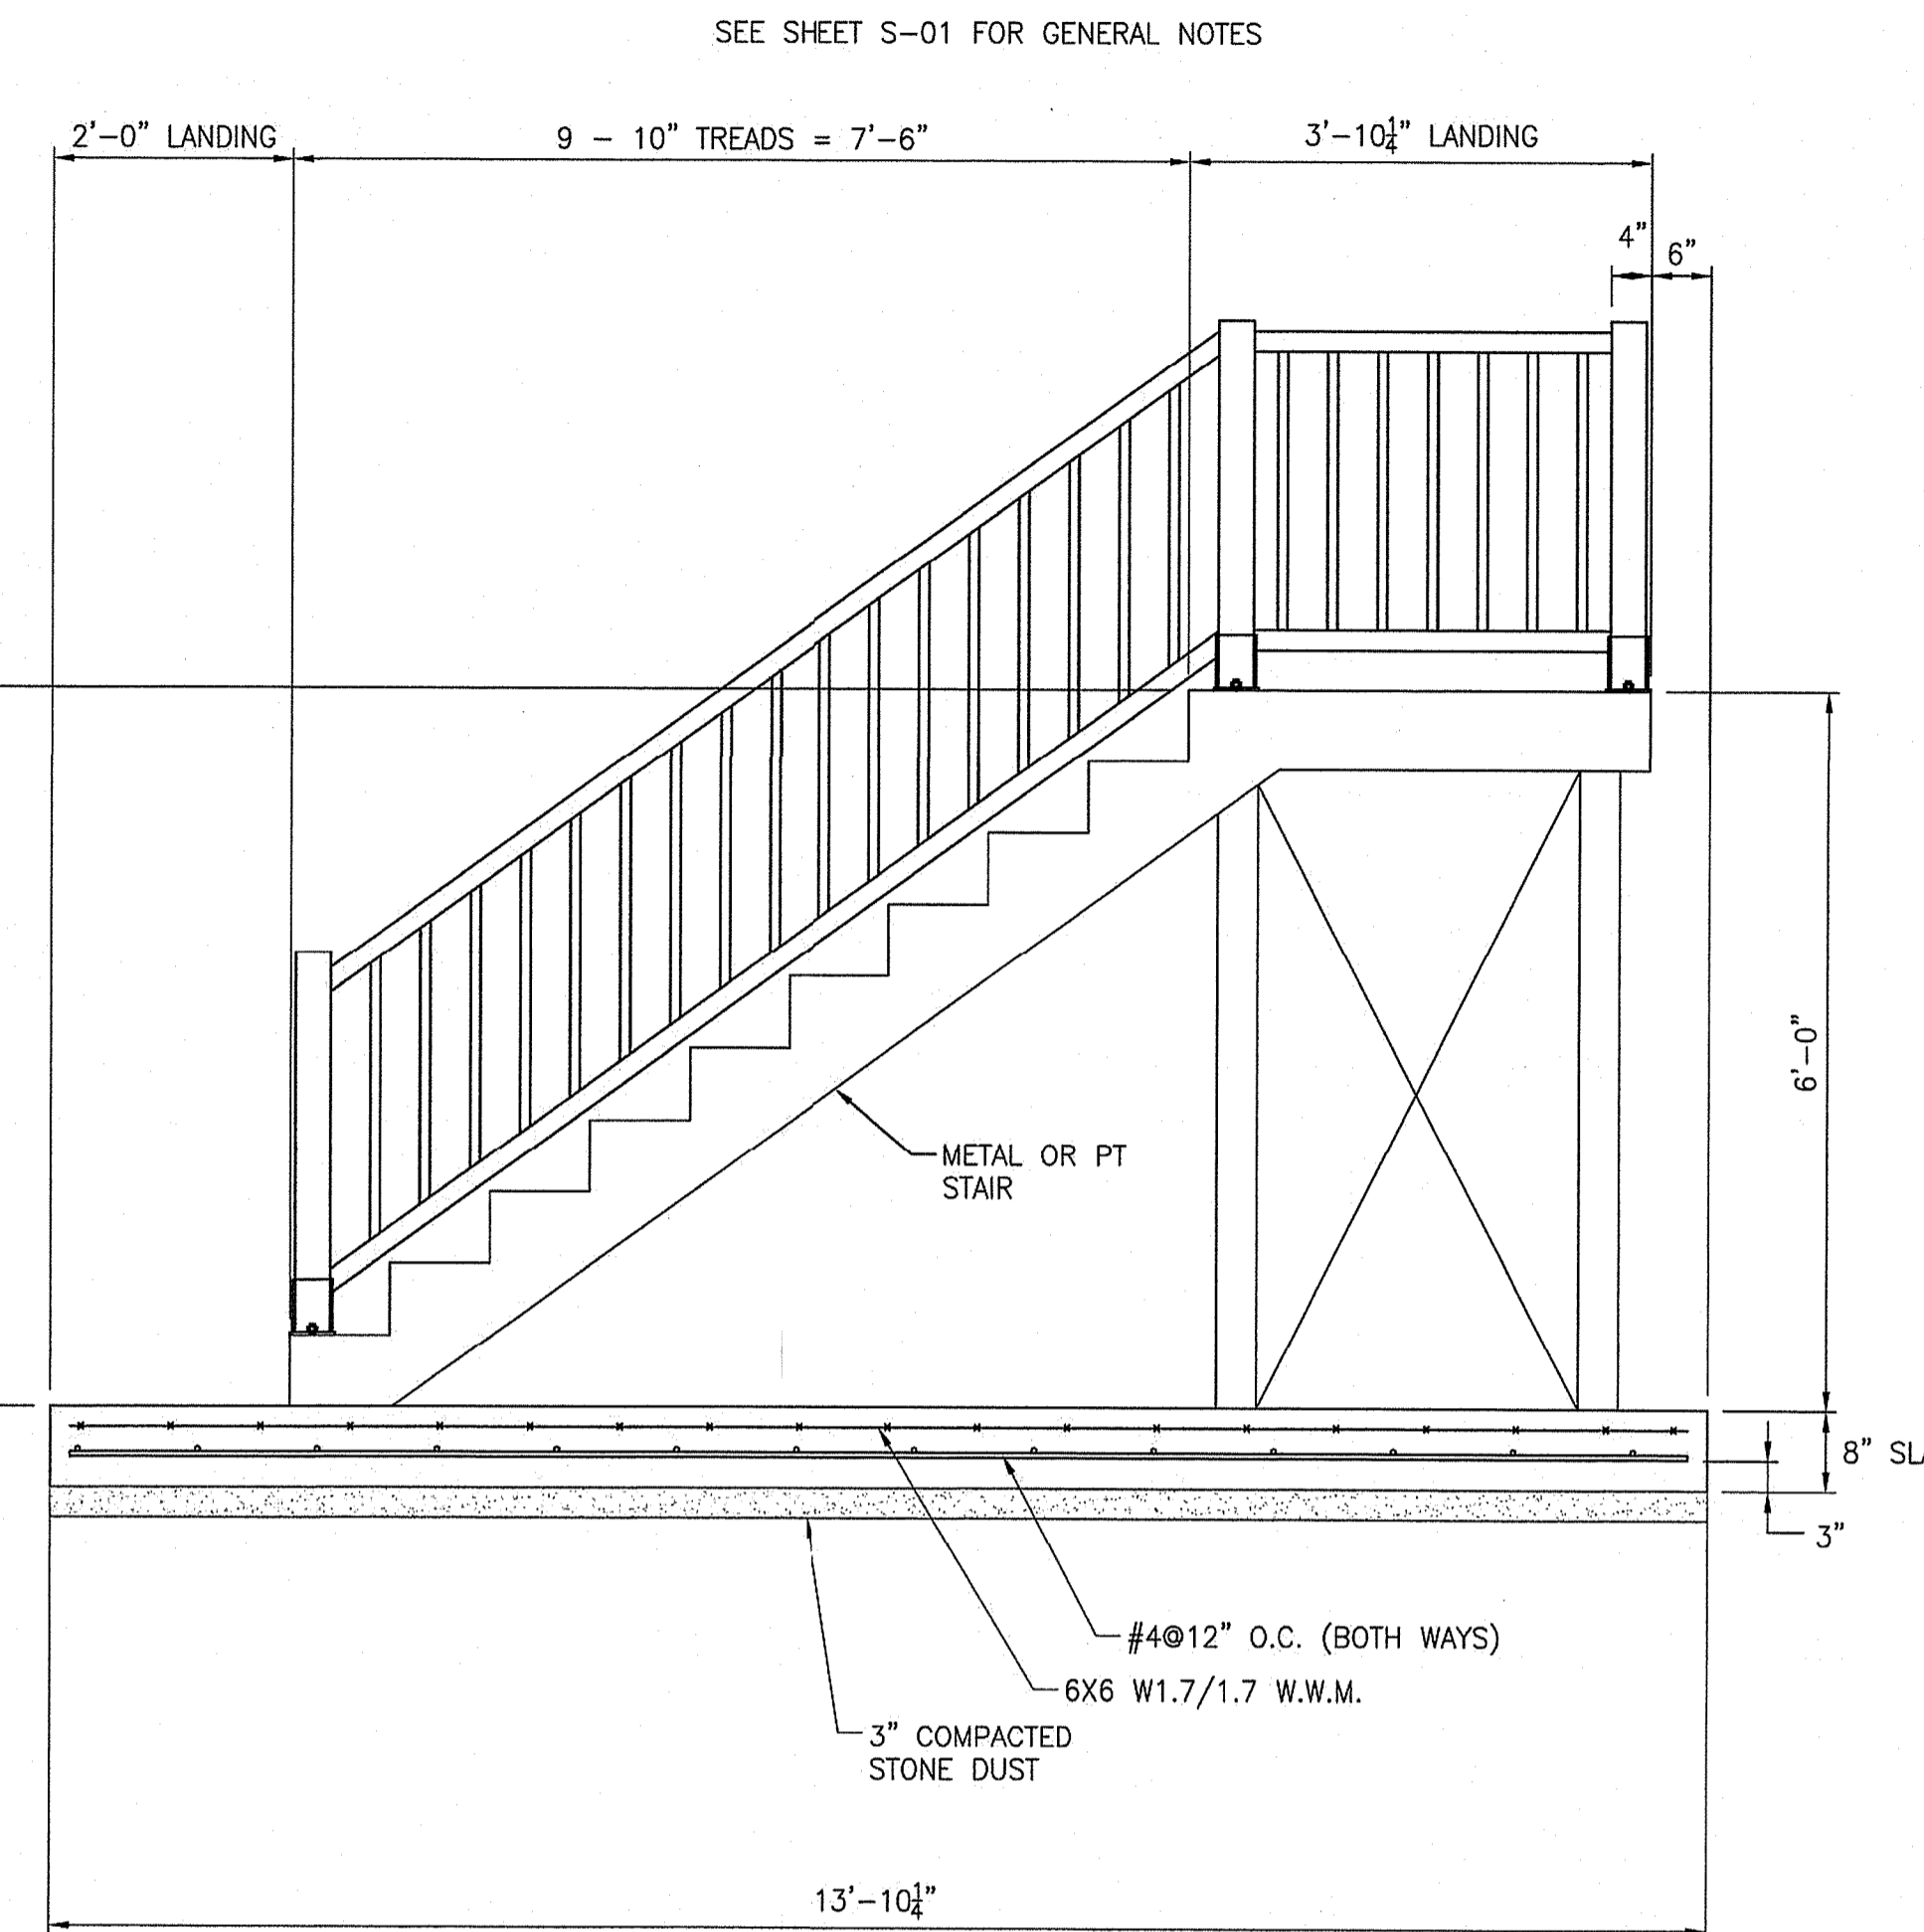 SEE SHEET S-01 FOR GENERAL NOTES
2'-0" LANDING
9 - 10" TREADS = 7'-6"
3'-10¼" LANDING
4"
6"
6'-0"
METAL OR PT
STAIR
8" SLA
3"
#4@12" O.C. (BOTH WAYS)
6X6 W1.7/1.7 W.W.M.
3" COMPACTED
STONE DUST
13'-10¼"